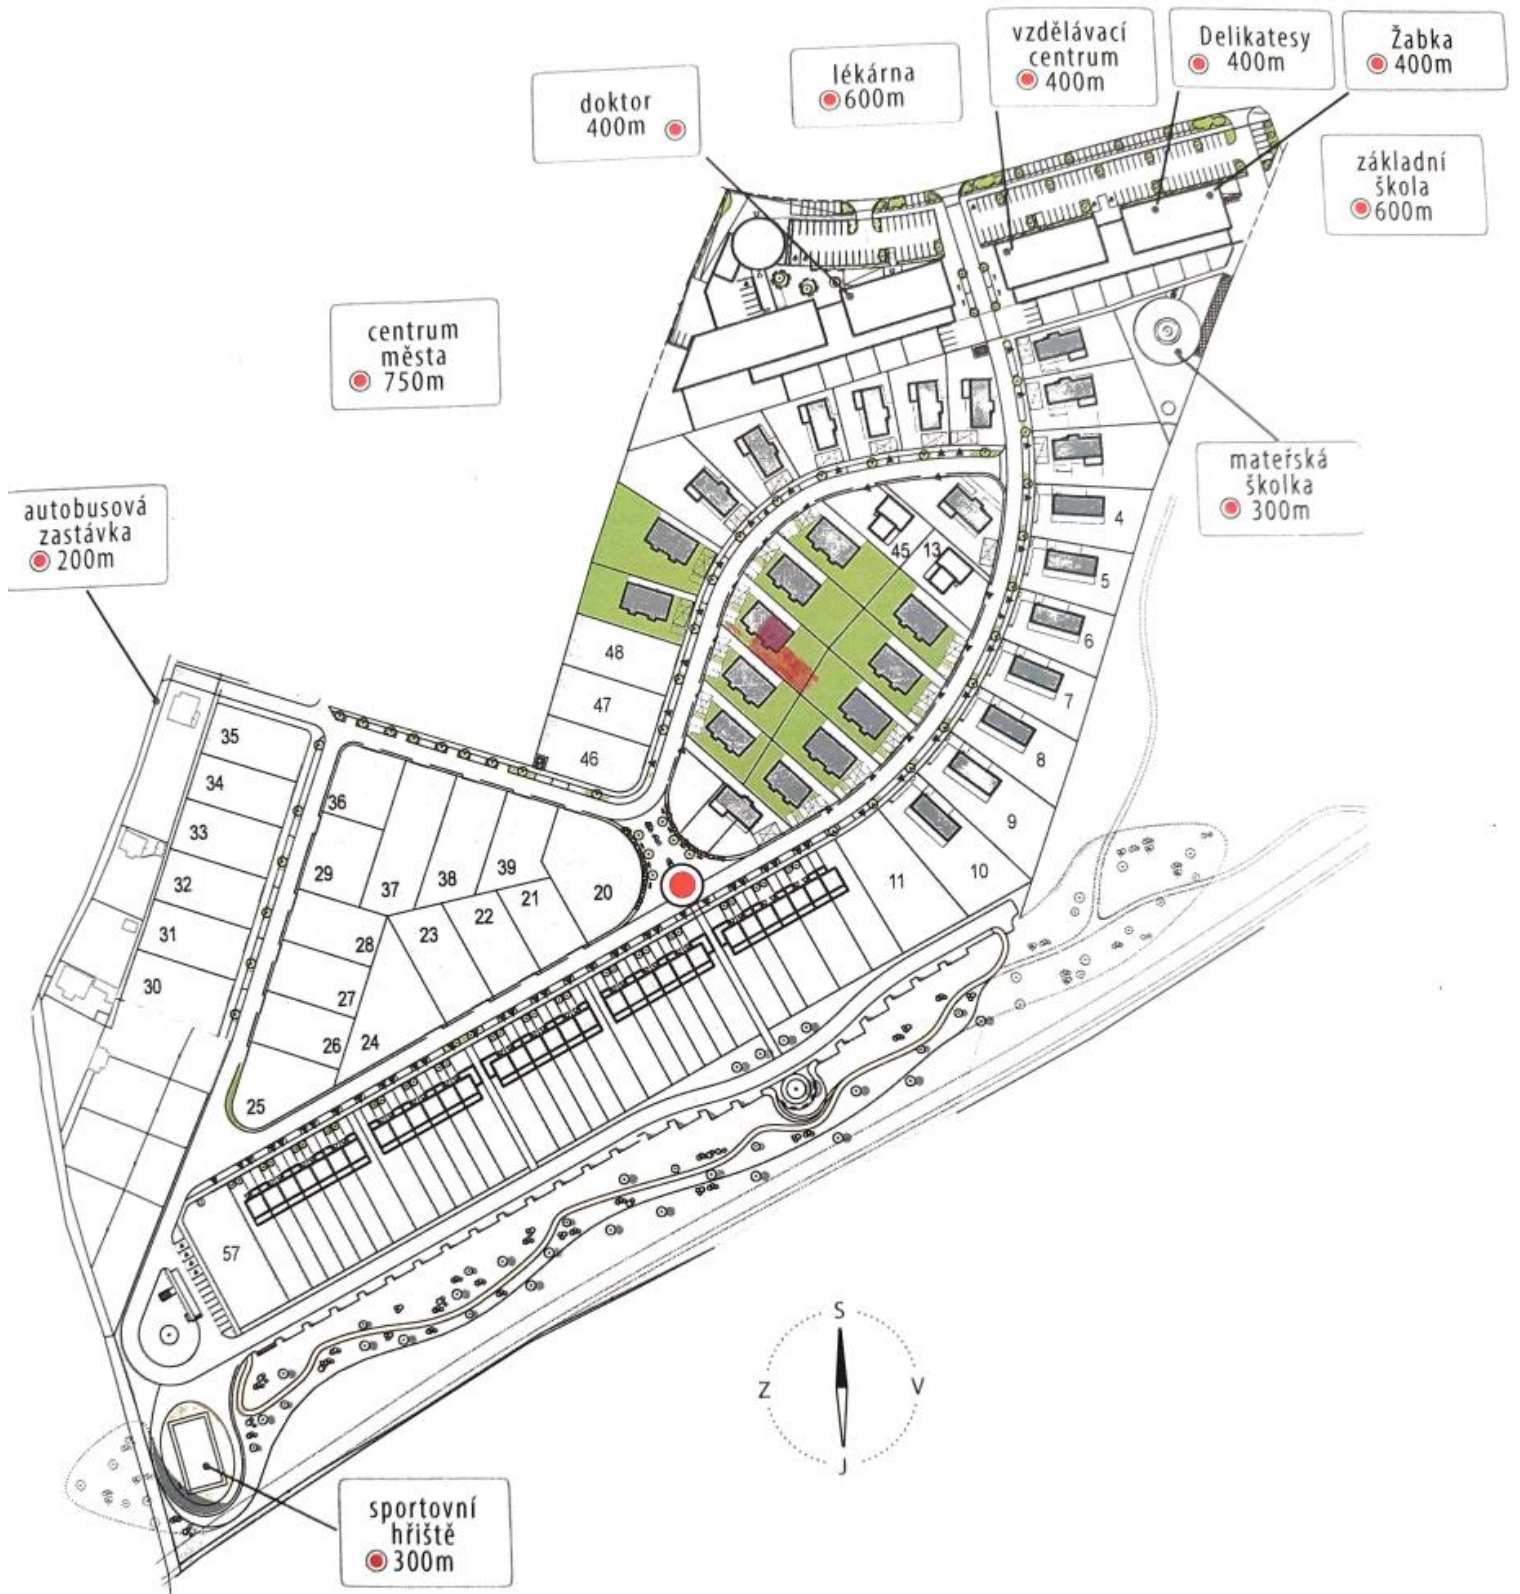 vzdělávací
centrum
400m
Delikatesy
400m
Žabka
400m
lékárna
600m
doktor
400m
základní
škola
600m
centrum
města
750m
mateřská
školka
300m
autobusová
zastávka
200m
4
5
6
7
8
9
10
11
45
13
48
47
46
35
34
33
32
31
30
36
29
37
38
39
20
21
22
23
28
27
26
24
25
57
S
Z
V
J
sportovní
hřiště
300m